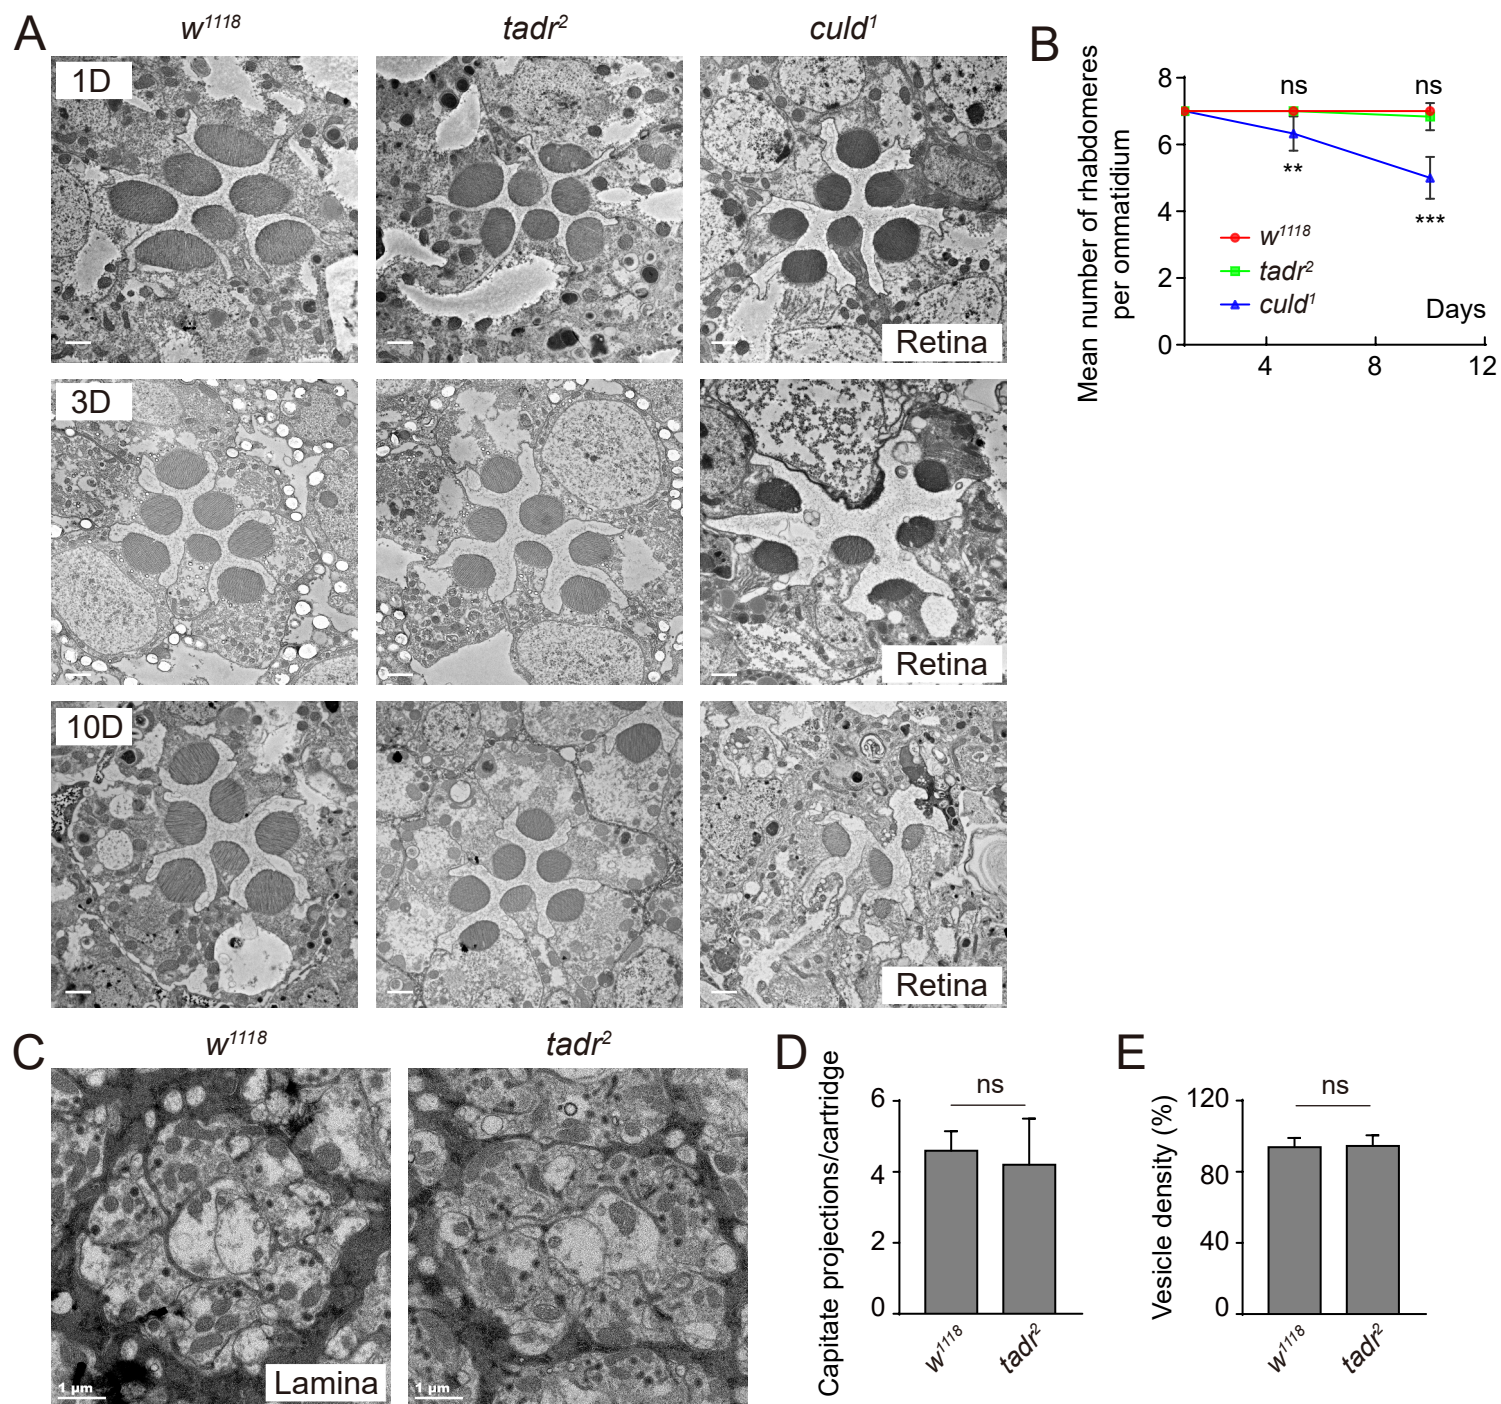 A
w1118
tadr2
culd1
1D
Retina
3D
Retina
10D
Retina
B
Mean number of rhabdomeres
per ommatidium
8
6
4
2
0
ns
ns
**
***
w1118
tadr2
culd1
Days
4
8
12
C
w1118
tadr2
1 µm
Lamina
1 µm
D
Capitate projections/cartridge
6
4
2
0
ns
w1118
tadr2
E
Vesicle density (%)
120
80
40
0
ns
w1118
tadr2